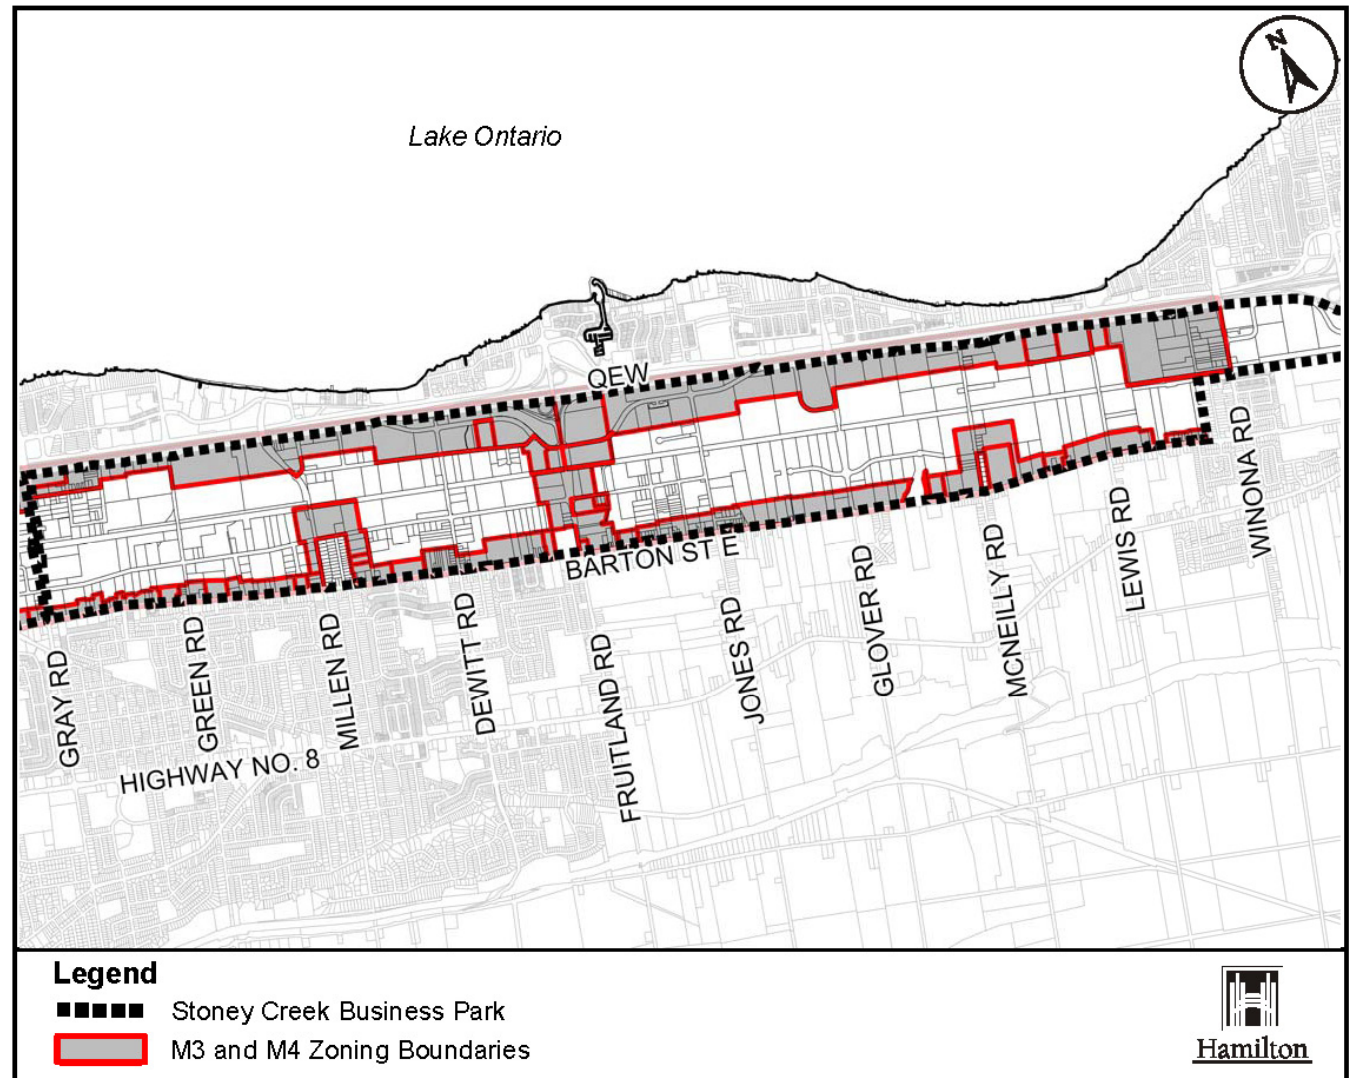 N
Lake Ontario
QEW
BARTON ST E
WINONA RD
LEWIS RD
MCNEILLY RD
GLOVER RD
JONES RD
FRUITLAND RD
DEWITT RD
MILLEN RD
GREEN RD
GRAY RD
HIGHWAY NO. 8
Legend
Stoney Creek Business Park
M3 and M4 Zoning Boundaries
Hamilton